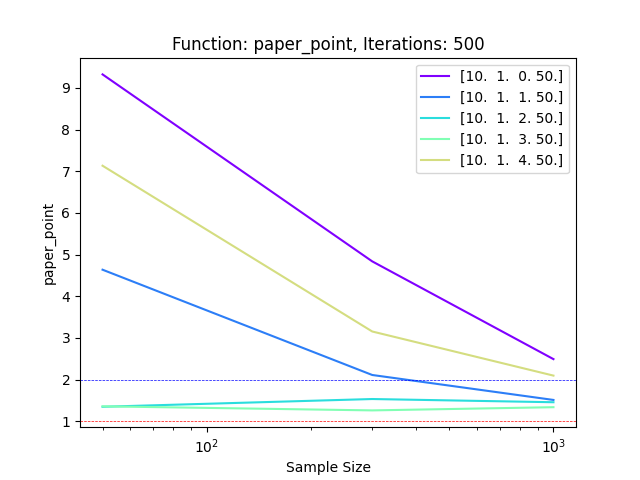 Function: paper_point, Iterations: 500
[10.  1.  0. 50.]
[10.  1.  1. 50.]
[10.  1.  2. 50.]
[10.  1.  3. 50.]
[10.  1.  4. 50.]
paper_point
9
8
7
6
5
4
3
2
1
10²
10³
Sample Size